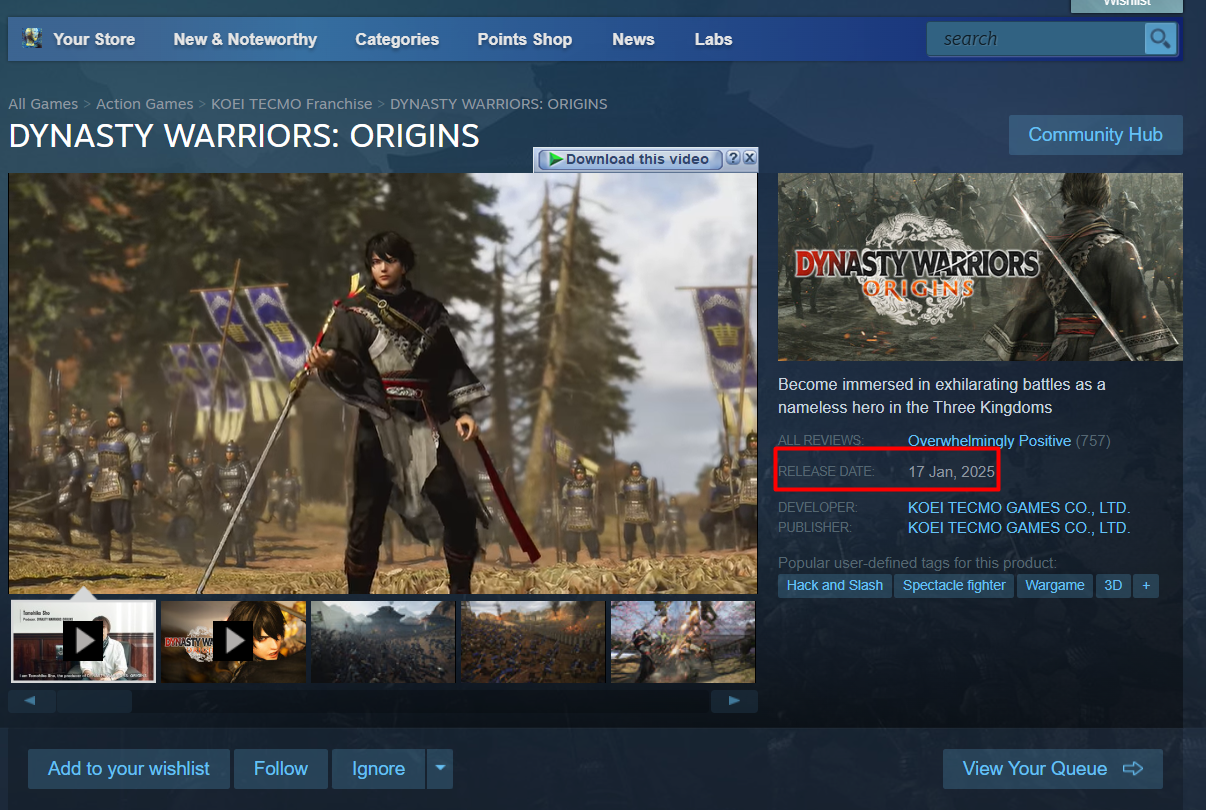 Wishlist
Your Store New & Noteworthy Categories Points Shop News Labs search
All Games > Action Games > KOEI TECMO Franchise > DYNASTY WARRIORS: ORIGINS
DYNASTY WARRIORS: ORIGINS
Community Hub
Download this video ? X
DYNASTY WARRIORS
ORIGINS
Become immersed in exhilarating battles as a
nameless hero in the Three Kingdoms
ALL REVIEWS: Overwhelmingly Positive (757)
RELEASE DATE: 17 Jan, 2025
DEVELOPER: KOEI TECMO GAMES CO., LTD.
PUBLISHER: KOEI TECMO GAMES CO., LTD.
Popular user-defined tags for this product:
Hack and Slash Spectacle fighter Wargame 3D +
Tomohiko Sho
DYNASTY WAR
Add to your wishlist Follow Ignore View Your Queue